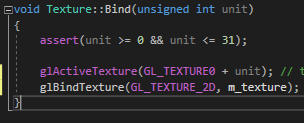 void Texture::Bind(unsigned int unit)
{
assert(unit >= 0 && unit <= 31);
glActiveTexture(GL_TEXTURE0 + unit); //
glBindTexture(GL_TEXTURE_2D, m_texture);
}